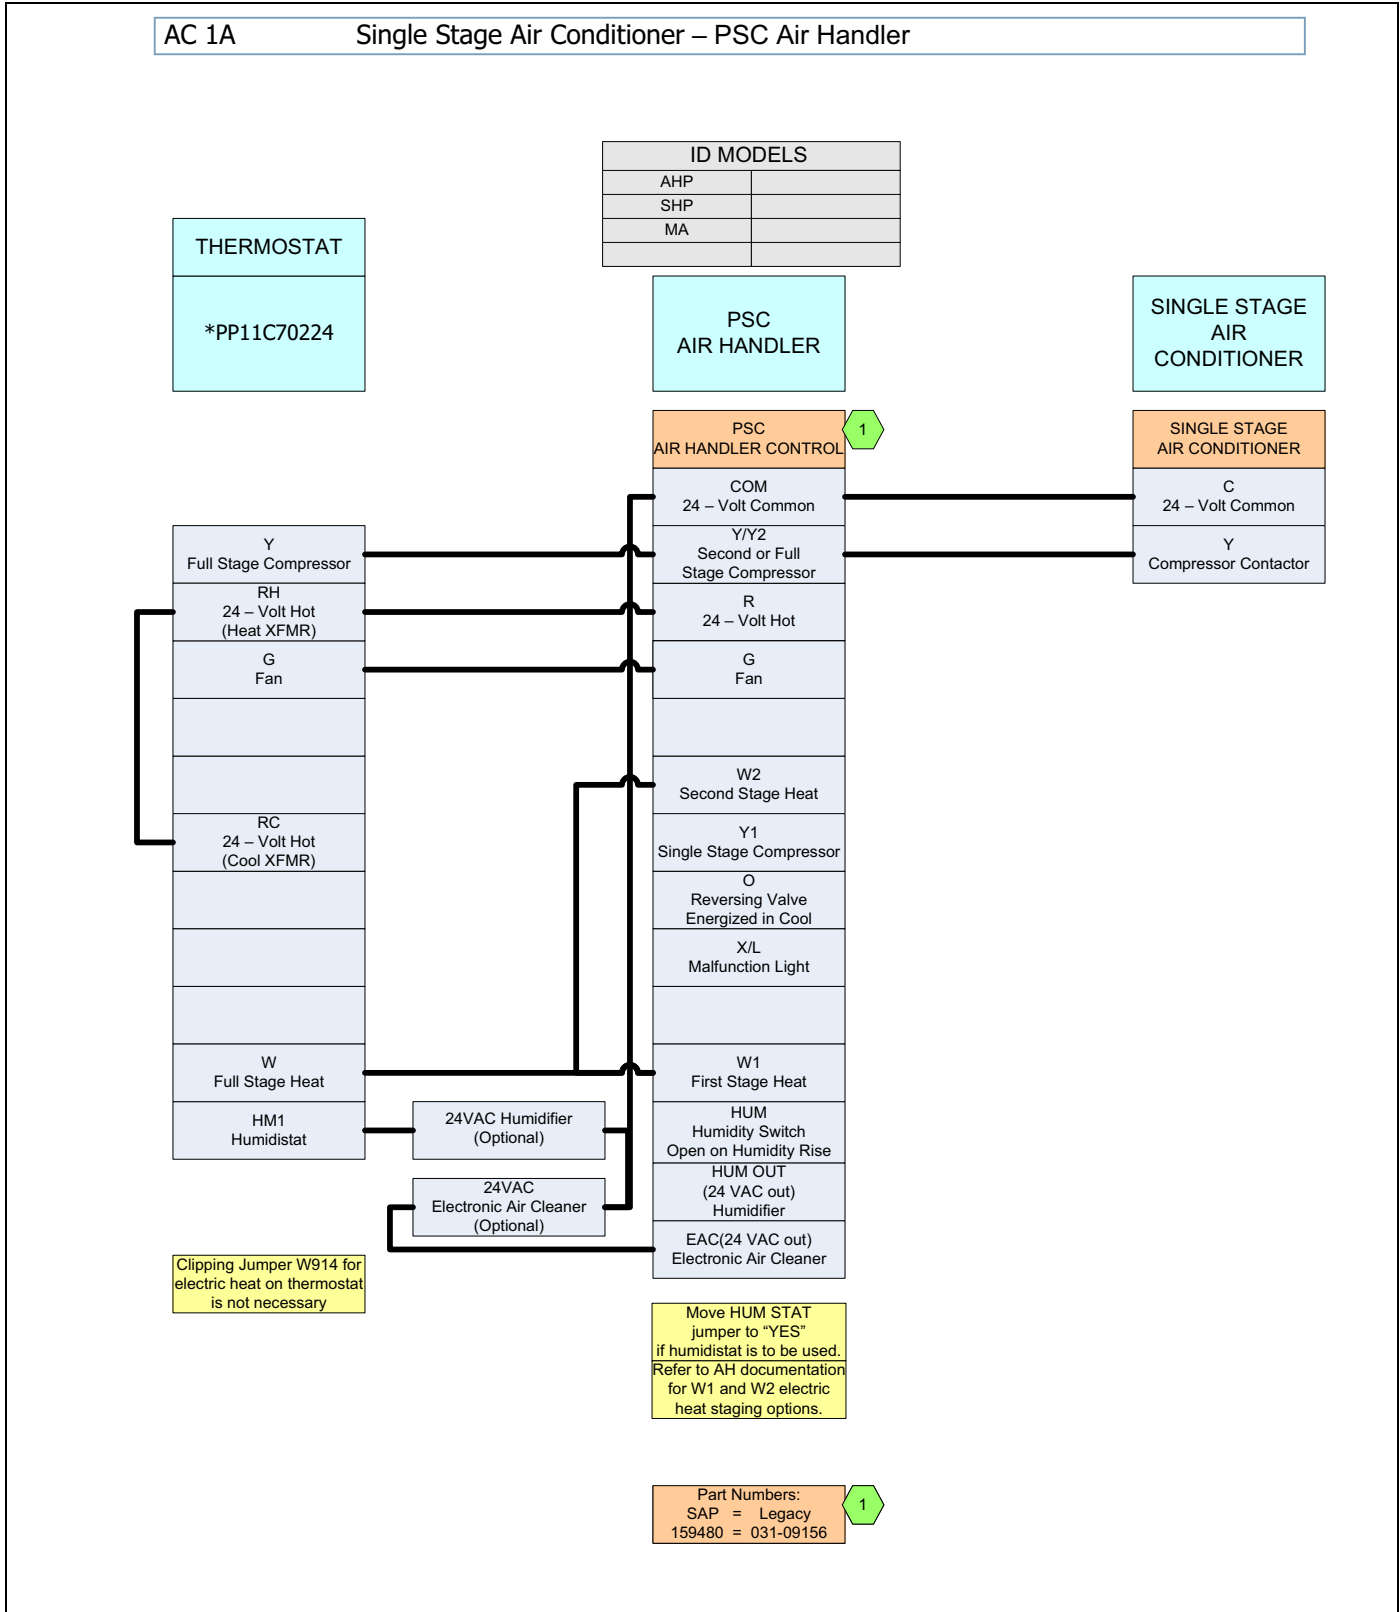 AC 1A Single Stage Air Conditioner – PSC Air Handler
ID MODELS
AHP
SHP
MA
THERMOSTAT
*PP11C70224
PSC
AIR HANDLER
SINGLE STAGE
AIR
CONDITIONER
PSC
AIR HANDLER CONTROL
1
SINGLE STAGE
AIR CONDITIONER
COM
24 – Volt Common
C
24 – Volt Common
Y
Full Stage Compressor
Y/Y2
Second or Full
Stage Compressor
Y
Compressor Contactor
RH
24 – Volt Hot
(Heat XFMR)
R
24 – Volt Hot
G
Fan
G
Fan
W2
Second Stage Heat
RC
24 – Volt Hot
(Cool XFMR)
Y1
Single Stage Compressor
O
Reversing Valve
Energized in Cool
X/L
Malfunction Light
W
Full Stage Heat
W1
First Stage Heat
HM1
Humidistat
24VAC Humidifier
(Optional)
HUM
Humidity Switch
Open on Humidity Rise
24VAC
Electronic Air Cleaner
(Optional)
HUM OUT
(24 VAC out)
Humidifier
EAC(24 VAC out)
Electronic Air Cleaner
Clipping Jumper W914 for
electric heat on thermostat
is not necessary
Move HUM STAT
jumper to “YES”
if humidistat is to be used.
Refer to AH documentation
for W1 and W2 electric
heat staging options.
Part Numbers:
SAP = Legacy
159480 = 031-09156
1